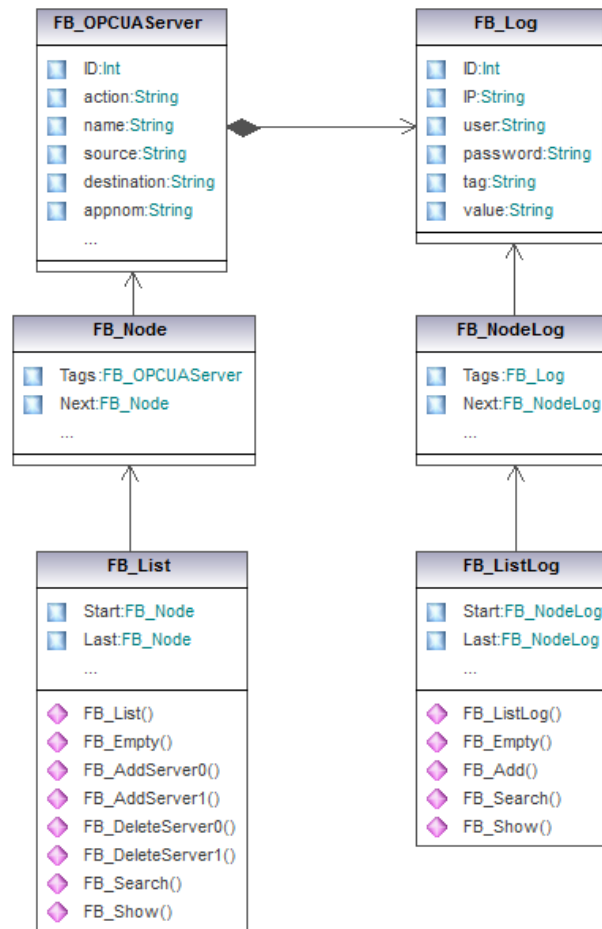 FB_OPCUAServer
ID:Int
action:String
name:String
source:String
destination:String
appnom:String
...
FB_Log
ID:Int
IP:String
user:String
password:String
tag:String
value:String
FB_Node
Tags:FB_OPCUAServer
Next:FB_Node
...
FB_NodeLog
Tags:FB_Log
Next:FB_NodeLog
...
FB_List
Start:FB_Node
Last:FB_Node
...
FB_List()
FB_Empty()
FB_AddServer0()
FB_AddServer1()
FB_DeleteServer0()
FB_DeleteServer1()
FB_Search()
FB_Show()
FB_ListLog
Start:FB_NodeLog
Last:FB_NodeLog
...
FB_ListLog()
FB_Empty()
FB_Add()
FB_Search()
FB_Show()